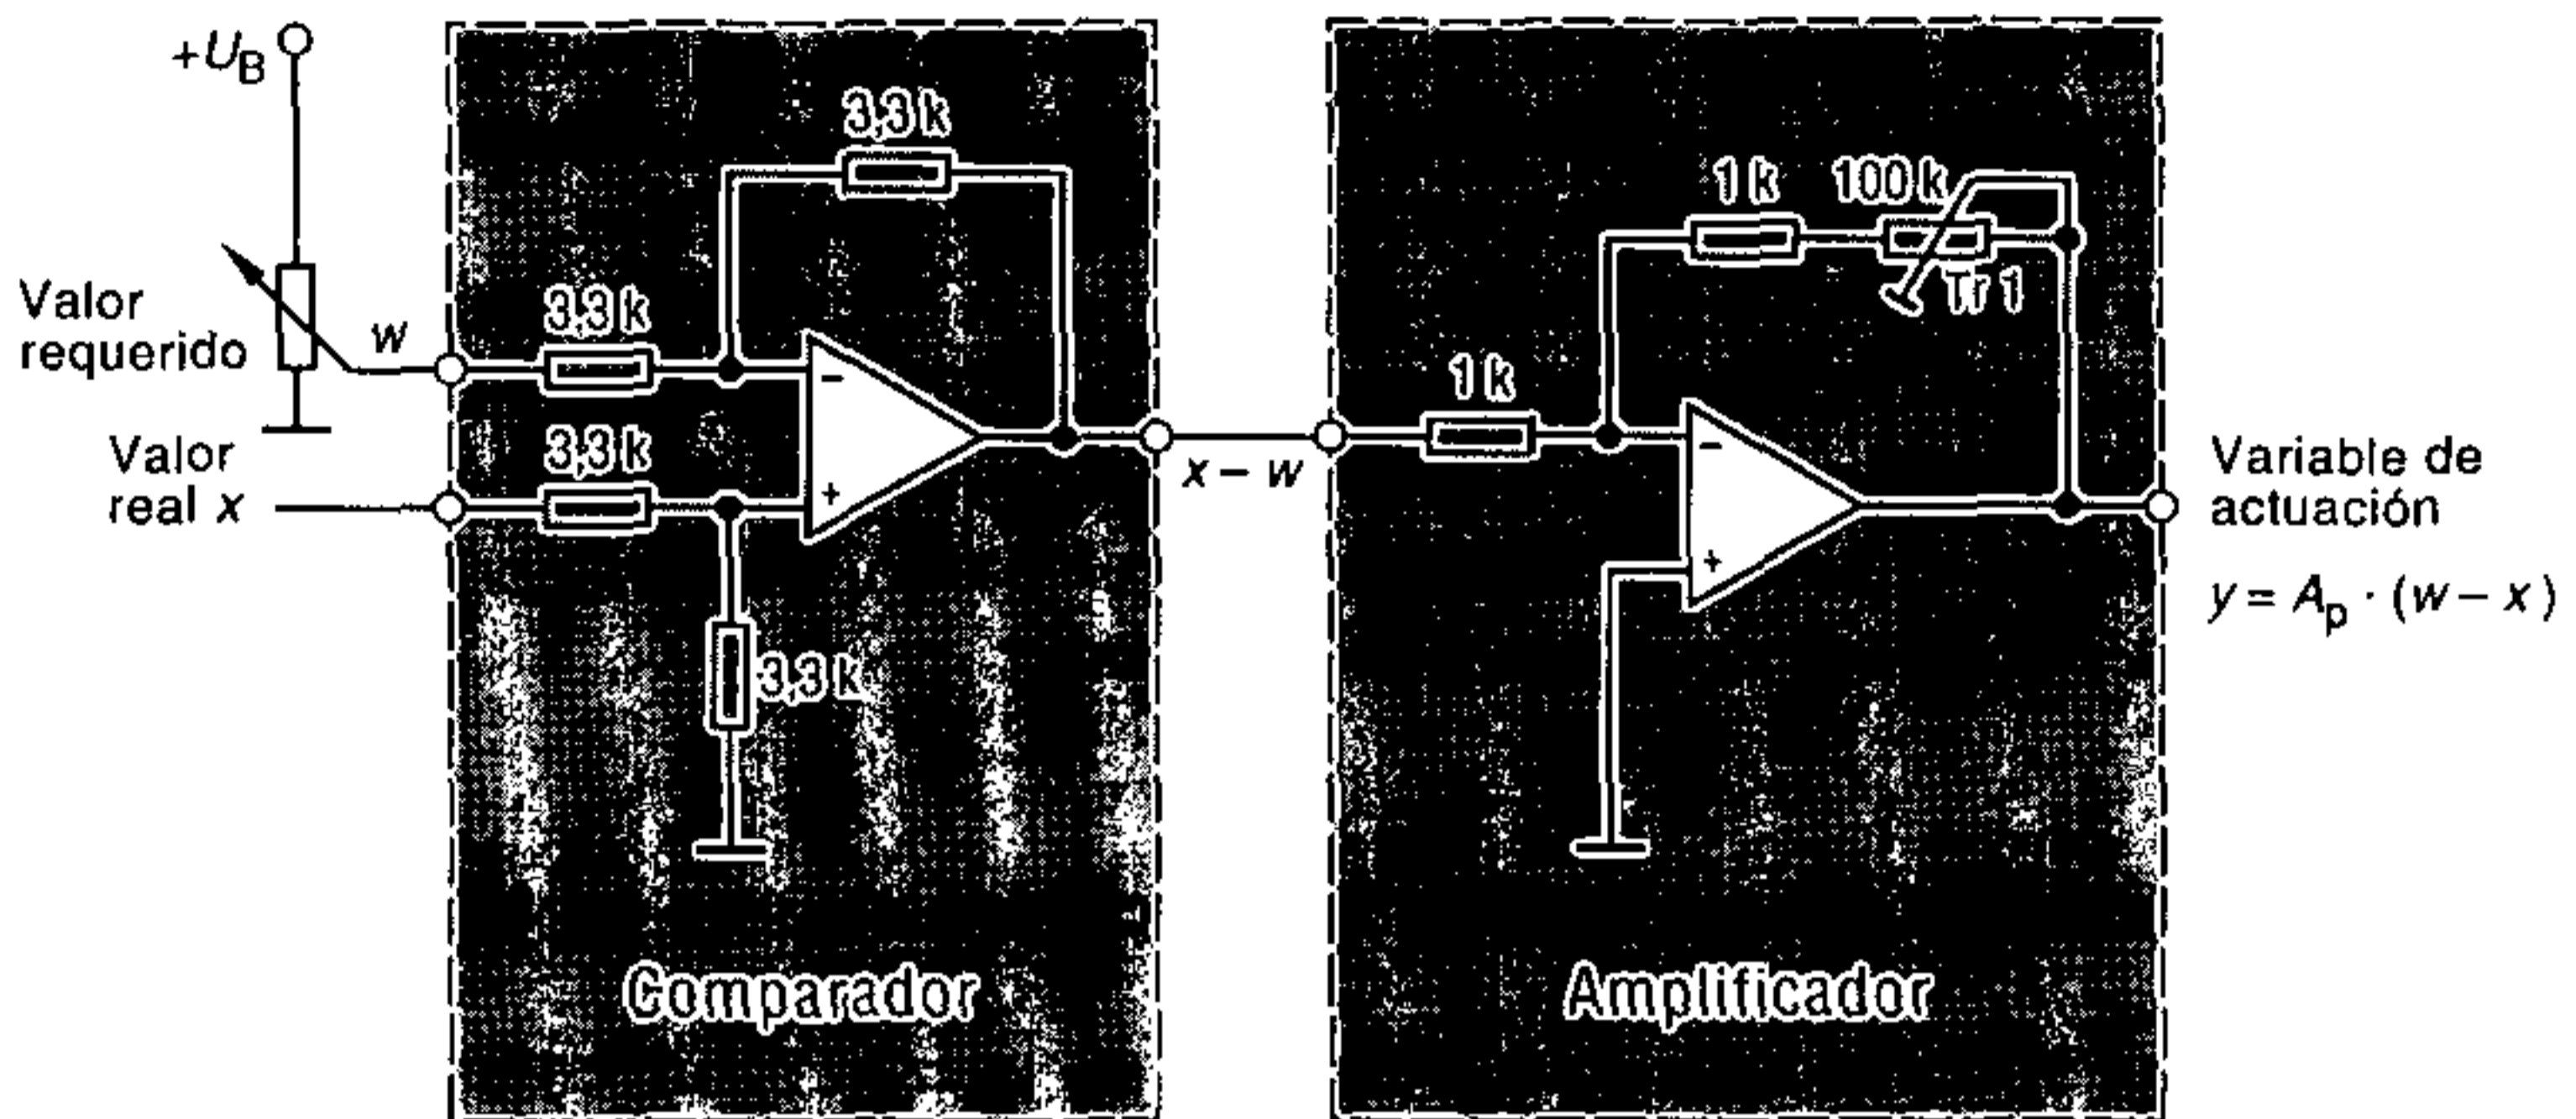 +U_B
Valor
requerido
w
Valor
real x
3,3 k
3,3 k
3,3 k
3,3 k
−
+
Comparador
x − w
1 k
1 k
100 k
Tr 1
−
+
Amplificador
Variable de
actuación
y = A_p · (w − x)